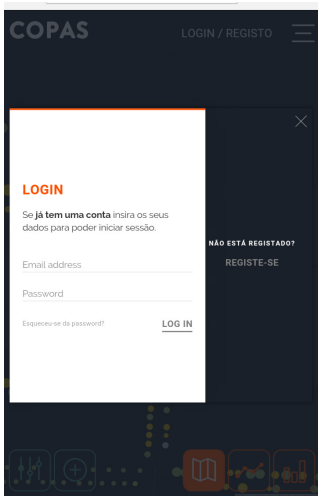 COPAS
LOGIN / REGISTO
LOGIN
Se já tem uma conta insira os seus
dados para poder iniciar sessão.
Email address
Password
Esqueceu-se da password?
LOG IN
NÃO ESTÁ REGISTADO?
REGISTE-SE